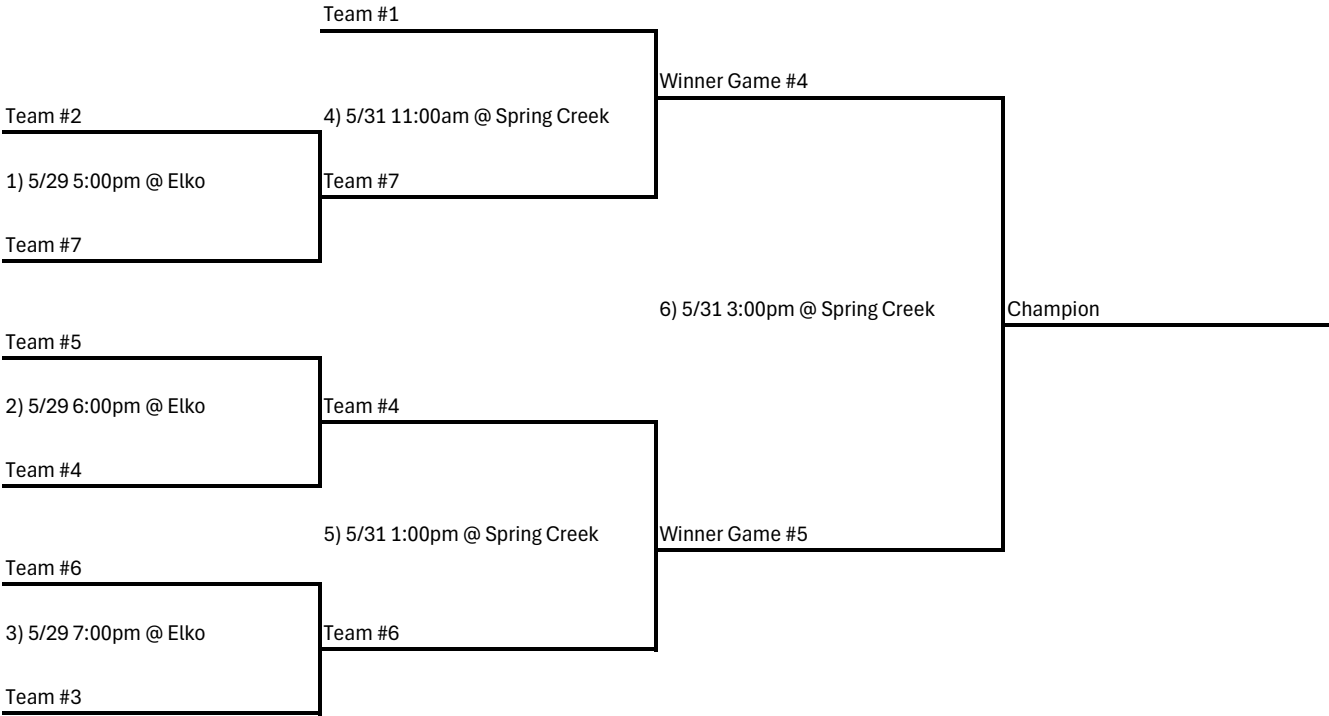 Team #1
Winner Game #4
Team #2
4) 5/31 11:00am @ Spring Creek
1) 5/29 5:00pm @ Elko
Team #7
Team #7
6) 5/31 3:00pm @ Spring Creek
Champion
Team #5
2) 5/29 6:00pm @ Elko
Team #4
Team #4
5) 5/31 1:00pm @ Spring Creek
Winner Game #5
Team #6
3) 5/29 7:00pm @ Elko
Team #6
Team #3